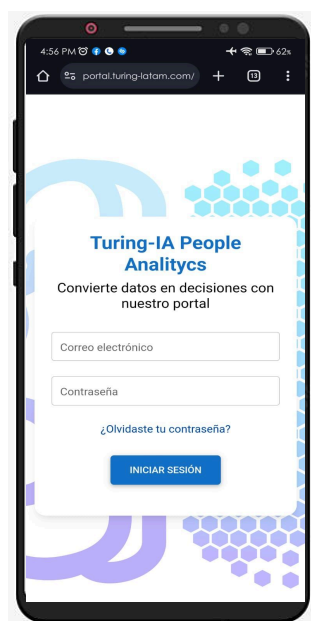 4:56 PM
62%
portal.turing-latam.com/
13
Turing-IA People
Analitycs
Convierte datos en decisiones con
nuestro portal
Correo electrónico
Contraseña
¿Olvidaste tu contraseña?
INICIAR SESIÓN